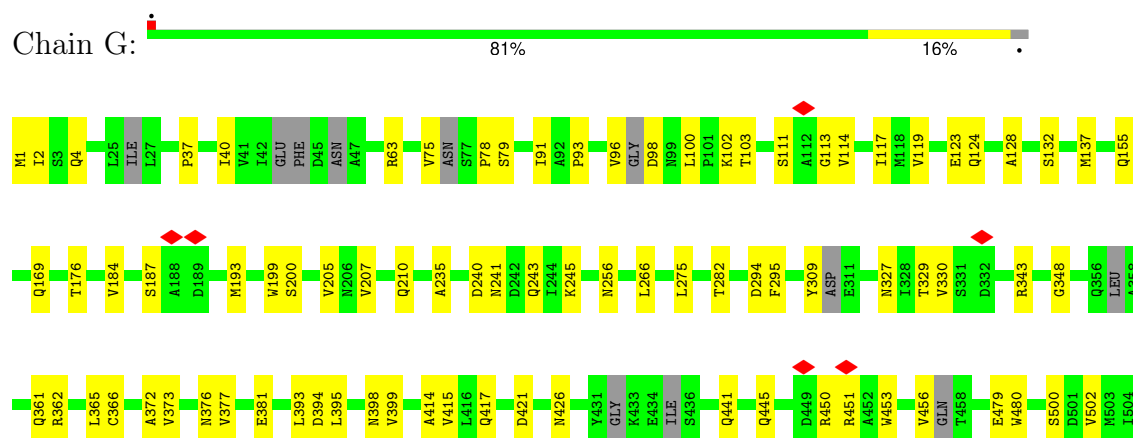 Chain G:
81% 16% •
M1 I2 S3 Q4 L25 ILE L27 P37 I40 V41 I42 GLU PHE D45 ASN A47 R63 V75 ASN S77 P78 S79 I91 A92 P93 V96 GLY D98 N99 L100 P101 K102 T103 S111 A112 G113 V114 I117 M118 V119 E123 Q124 A128 S132 M137 Q155
Q169 T176 V184 S187 A188 D189 M193 W199 S200 V205 N206 V207 Q210 A235 D240 N241 D242 Q243 I244 K245 N256 L266 L275 T282 D294 F295 Y309 ASP E311 N327 I328 T329 V330 S331 D332 R343 G348 Q356 LEU A358
Q361 R362 L365 C366 A372 V373 N376 V377 E381 L393 D394 L395 N398 V399 A414 V415 L416 Q417 D421 N426 Y431 GLY K433 E434 ILE S436 Q441 Q445 D449 R450 R451 A452 W453 V456 GLN T458 E479 W480 S500 D501 V502 M503 I504